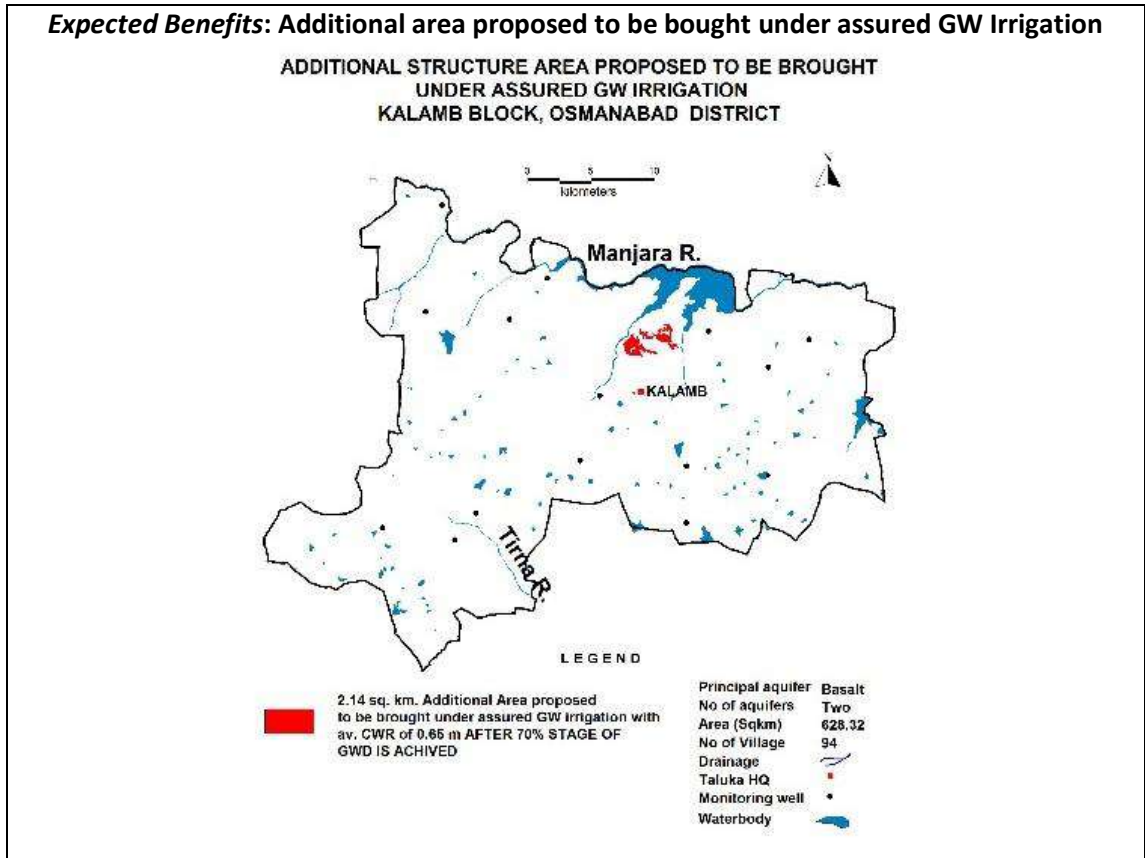 Expected Benefits: Additional area proposed to be bought under assured GW Irrigation
ADDITIONAL STRUCTURE AREA PROPOSED TO BE BROUGHT
UNDER ASSURED GW IRRIGATION
KALAMB BLOCK, OSMANABAD DISTRICT
N
0 5 10
kilometers
Manjara R.
KALAMB
Tirna R.
LEGEND
2.14 sq. km. Additional Area proposed
to be brought under assured GW irrigation with
av. CWR of 0.65 m AFTER 70% STAGE OF
GWD IS ACHIVED
Principal aquifer Basalt
No of aquifers Two
Area (Sqkm) 628.32
No of Village 94
Drainage
Taluka HQ
Monitoring well
Waterbody